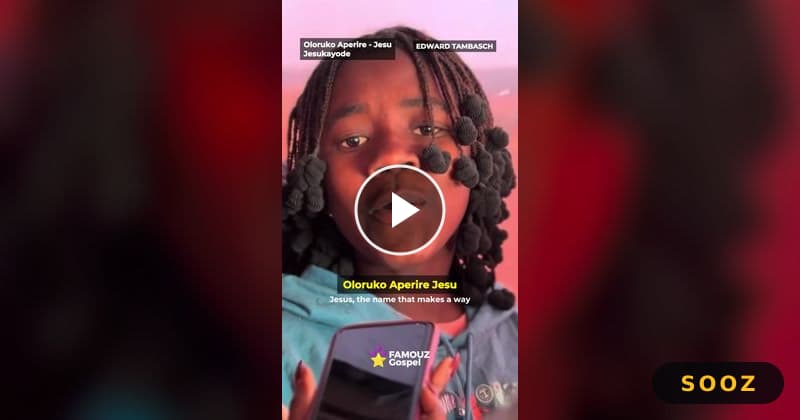 Oloruko Aperire - Jesu
Jesukayode
EDWARD TAMBASCH
Oloruko Aperire Jesu
Jesus, the name that makes a way
FAMOUZ
Gospel
SOOZ